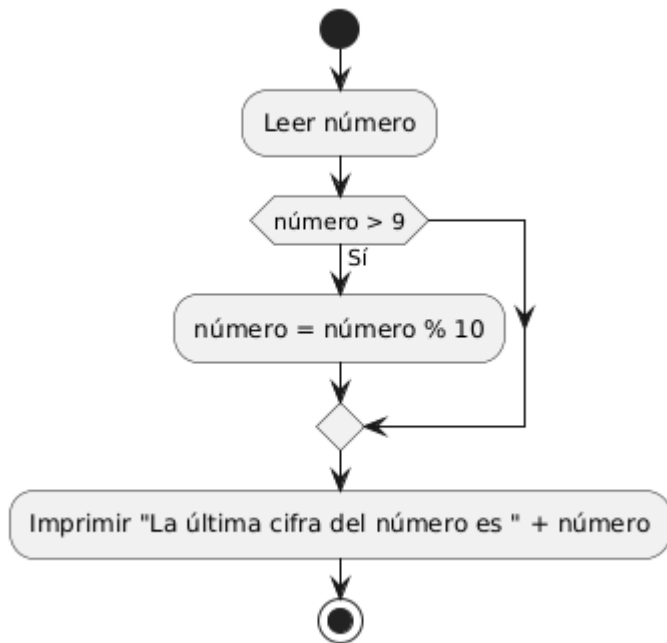 Leer número
número > 9
Sí
número = número % 10
Imprimir "La última cifra del número es " + número